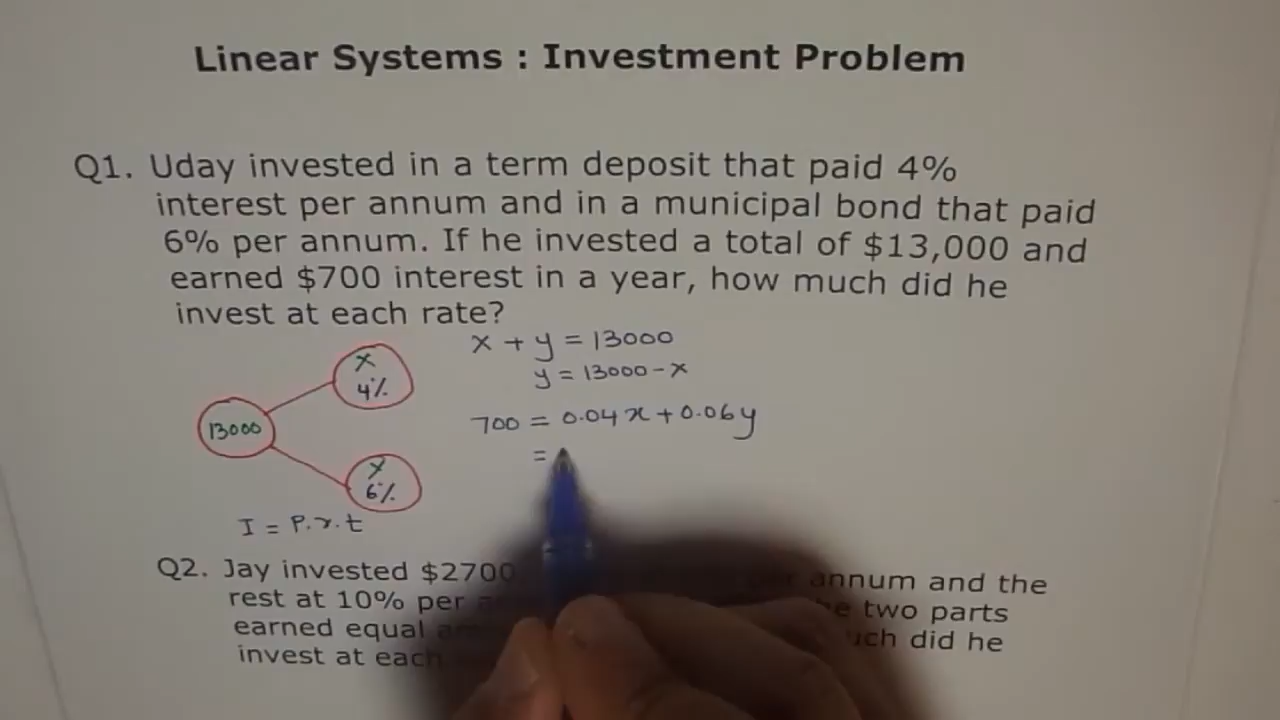 Linear Systems : Investment Problem
Q1. Uday invested in a term deposit that paid 4%
interest per annum and in a municipal bond that paid
6% per annum. If he invested a total of $13,000 and
earned $700 interest in a year, how much did he
invest at each rate?
x + y = 13000
y = 13000 - x
x
4%
13000
700 = 0.04x + 0.06y
=
y
6%
I = P.r.t
Q2. Jay invested $2700 annum and the
rest at 10% per two parts
earned equal did he
invest at each